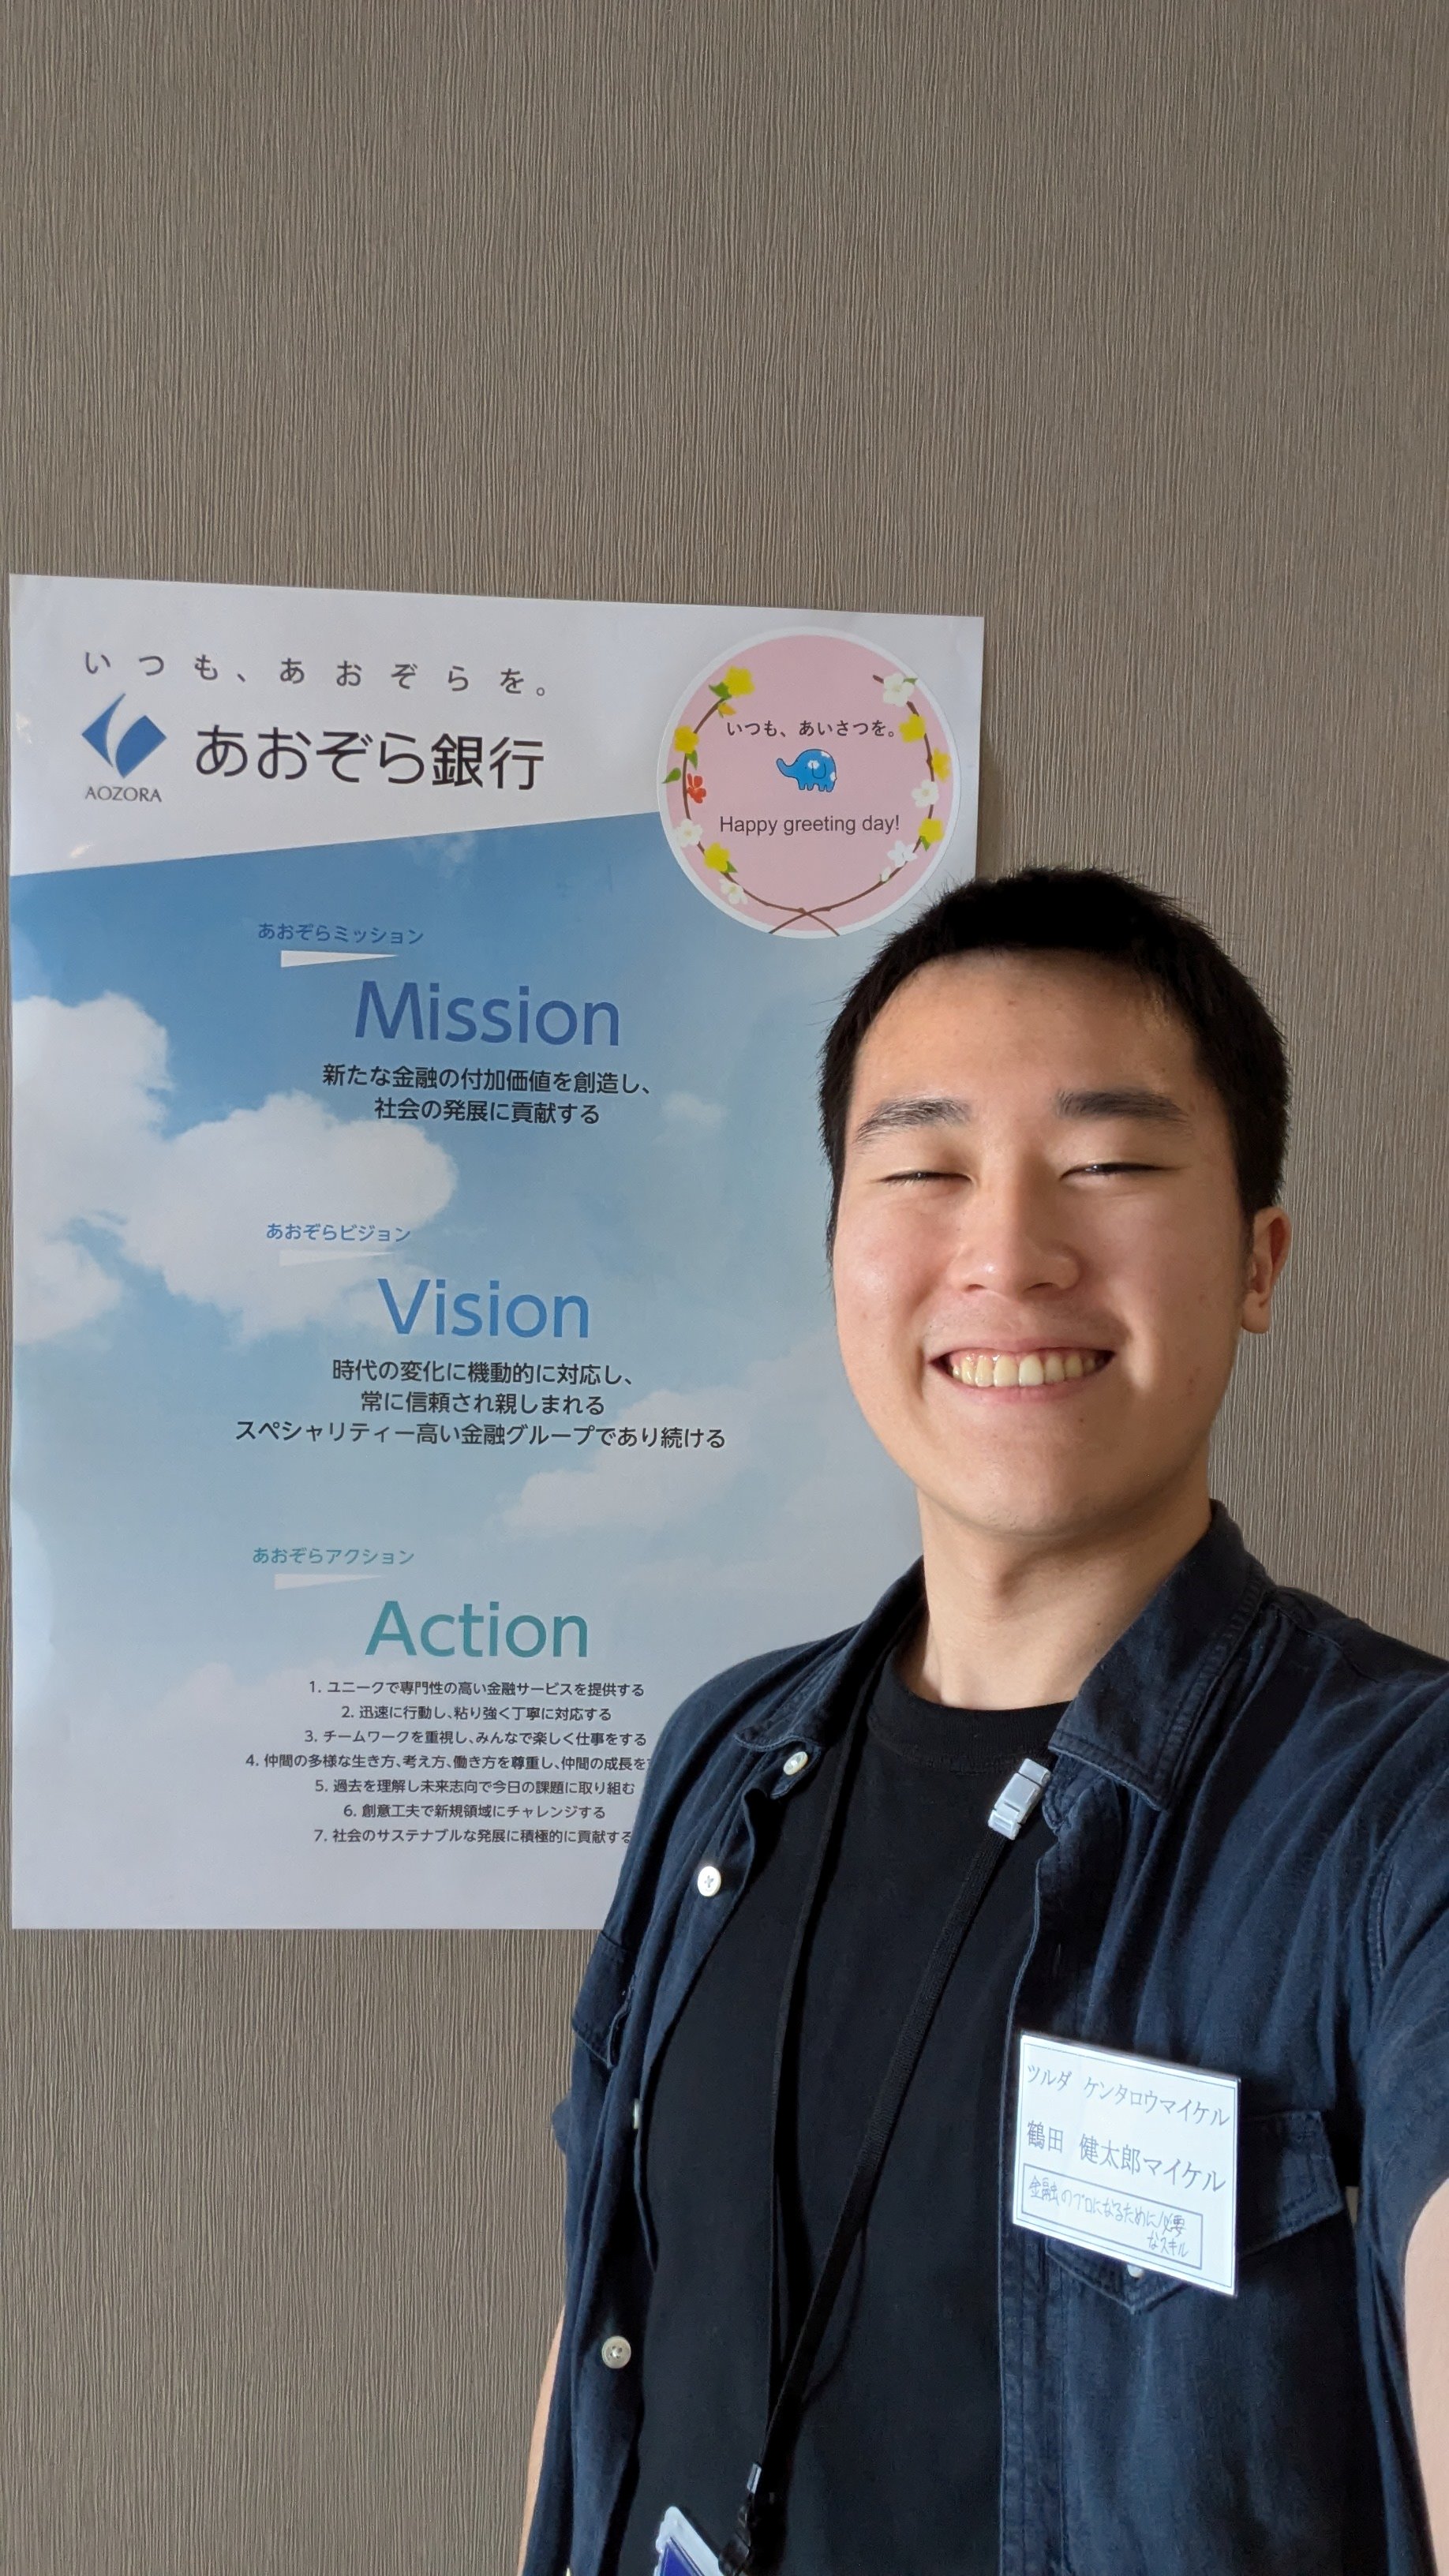 いつも、あおぞらを。
あおぞら銀行
AOZORA
いつも、あいさつを。
Happy greeting day!
あおぞらミッション
Mission
新たな金融の付加価値を創造し、
社会の発展に貢献する
あおぞらビジョン
Vision
時代の変化に機動的に対応し、
常に信頼され親しまれる
スペシャリティー高い金融グループであり続ける
あおぞらアクション
Action
1. ユニークで専門性の高い金融サービスを提供する
2. 迅速に行動し、粘り強く丁寧に対応する
3. チームワークを重視し、みんなで楽しく仕事をする
4. 仲間の多様な生き方、考え方、働き方を尊重し、仲間の成長を
5. 過去を理解し未来志向で今日の課題に取り組む
6. 創意工夫で新規領域にチャレンジする
7. 社会のサステナブルな発展に積極的に貢献する
ツルダ ケンタロウマイケル
鶴田 健太郎マイケル
金融のプロになるために必要
なスキル